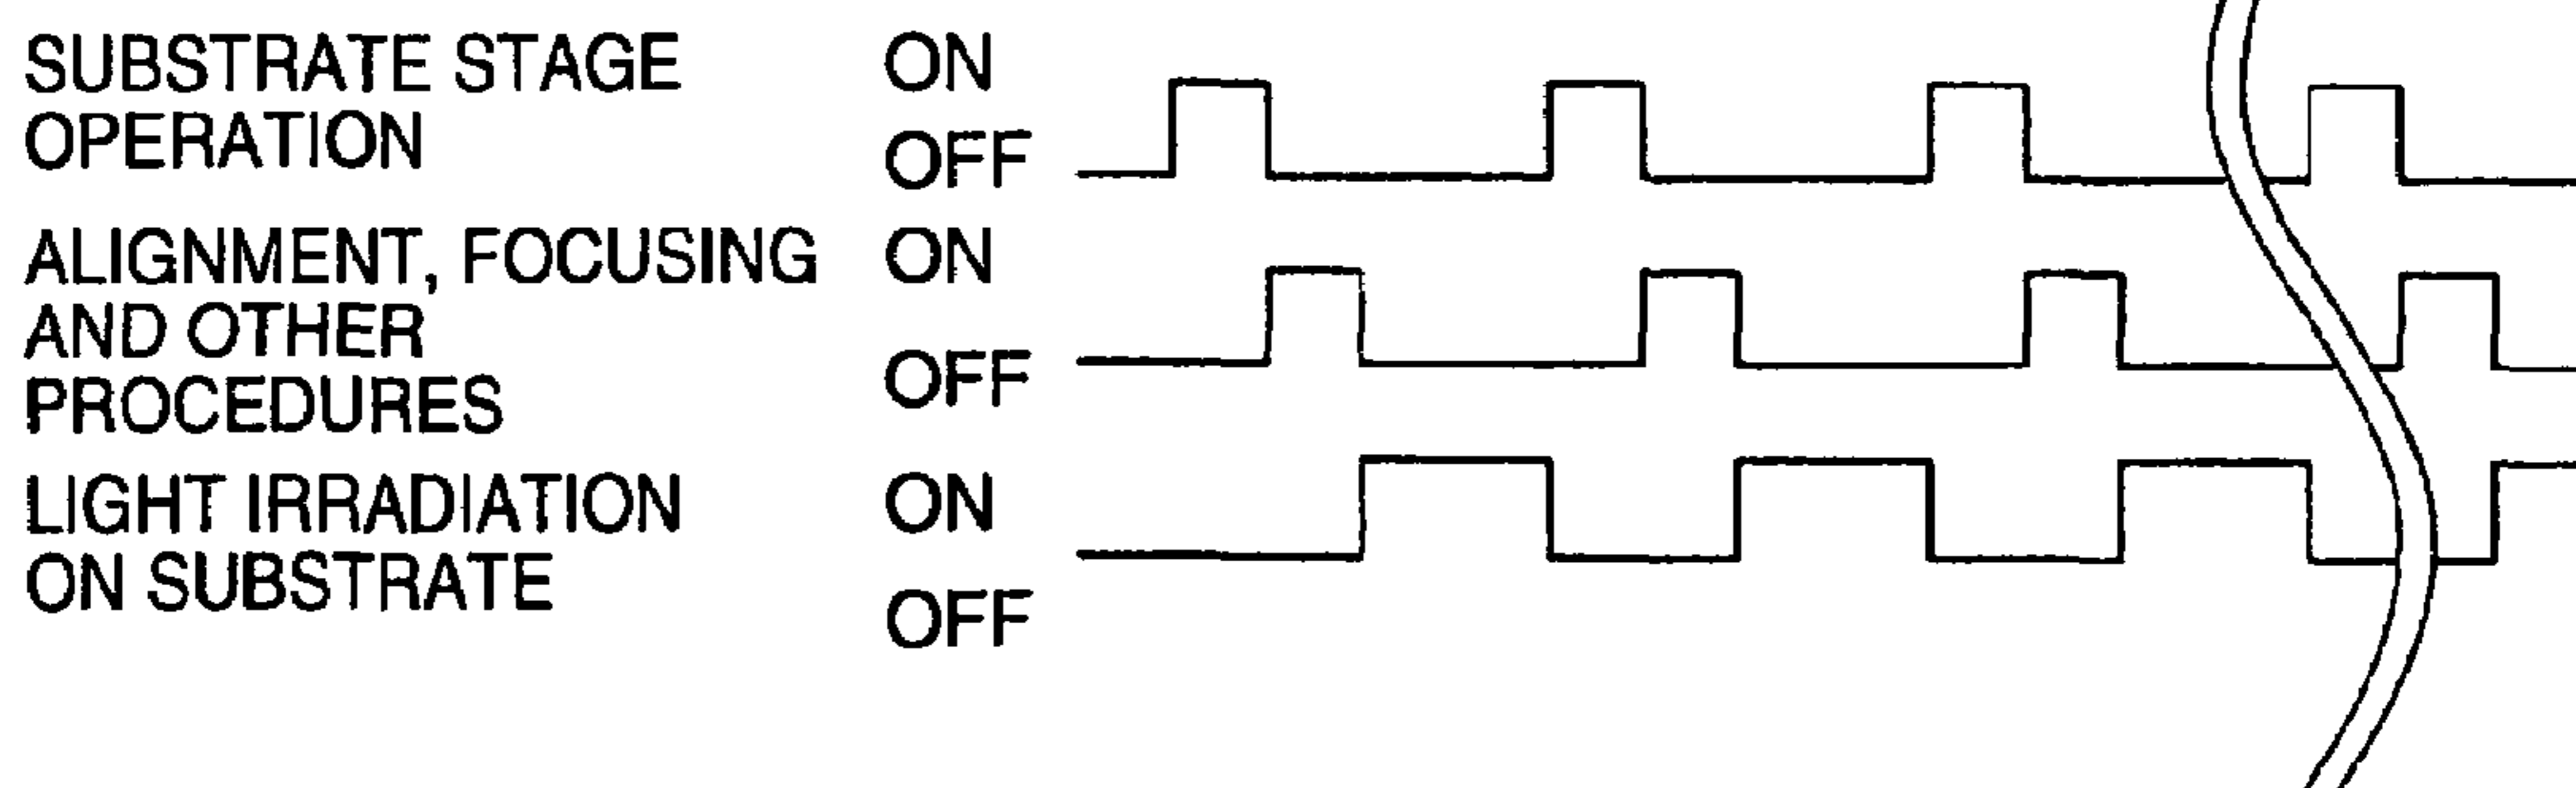 SUBSTRATE STAGE
OPERATION
ON
OFF
ALIGNMENT, FOCUSING
AND OTHER
PROCEDURES
ON
OFF
LIGHT IRRADIATION
ON SUBSTRATE
ON
OFF